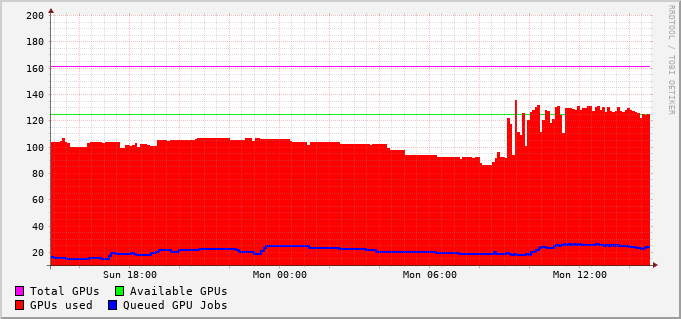 200
180
160
140
120
100
80
60
40
20
Sun 18:00 Mon 00:00 Mon 06:00 Mon 12:00
Total GPUs Available GPUs
GPUs used Queued GPU Jobs
RRDTOOL / TOBI OETIKER